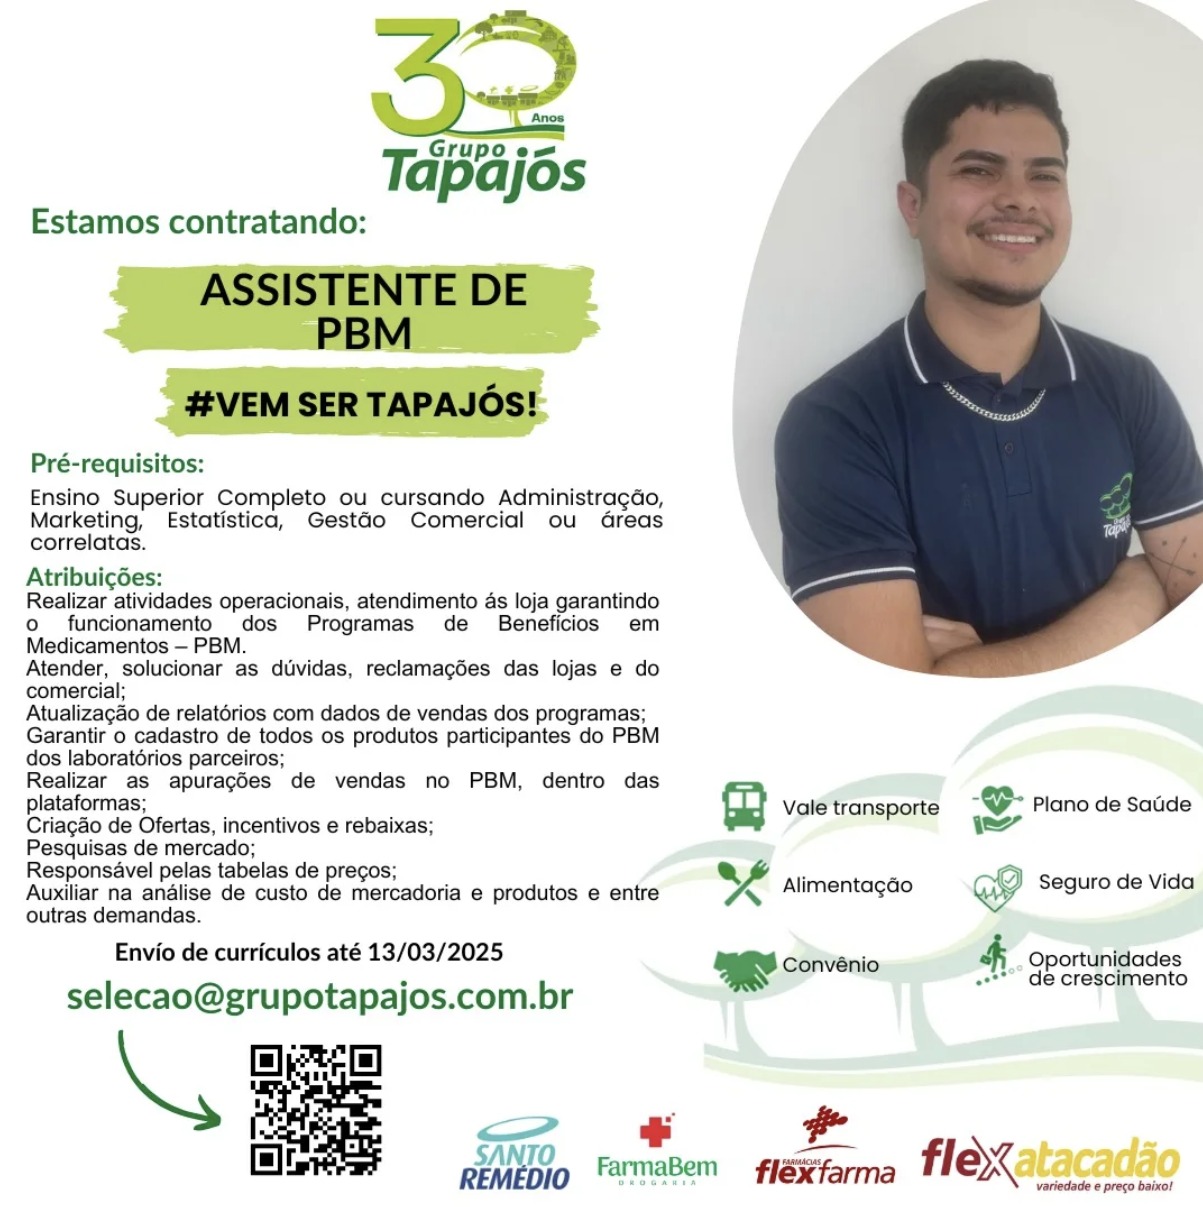 30
Anos
Grupo
Tapajós
Estamos contratando:
ASSISTENTE DE
PBM
#VEM SER TAPAJÓS!
Pré-requisitos:
Ensino Superior Completo ou cursando Administração,
Marketing, Estatística, Gestão Comercial ou áreas
correlatas.
Atribuições:
Realizar atividades operacionais, atendimento ás loja garantindo
o funcionamento dos Programas de Benefícios em
Medicamentos – PBM.
Atender, solucionar as dúvidas, reclamações das lojas e do
comercial;
Atualização de relatórios com dados de vendas dos programas;
Garantir o cadastro de todos os produtos participantes do PBM
dos laboratórios parceiros;
Realizar as apurações de vendas no PBM, dentro das
plataformas;
Criação de Ofertas, incentivos e rebaixas;
Pesquisas de mercado;
Responsável pelas tabelas de preços;
Auxiliar na análise de custo de mercadoria e produtos e entre
outras demandas.
Envío de currículos até 13/03/2025
selecao@grupotapajos.com.br
Grupo
Tapajós
Vale transporte
Plano de Saúde
Alimentação
Seguro de Vida
Convênio
Oportunidades
de crescimento
SANTO
REMÉDIO
FarmaBem
DROGARIA
FARMÁCIAS
flexfarma
flex atacadão
variedade e preço baixo!